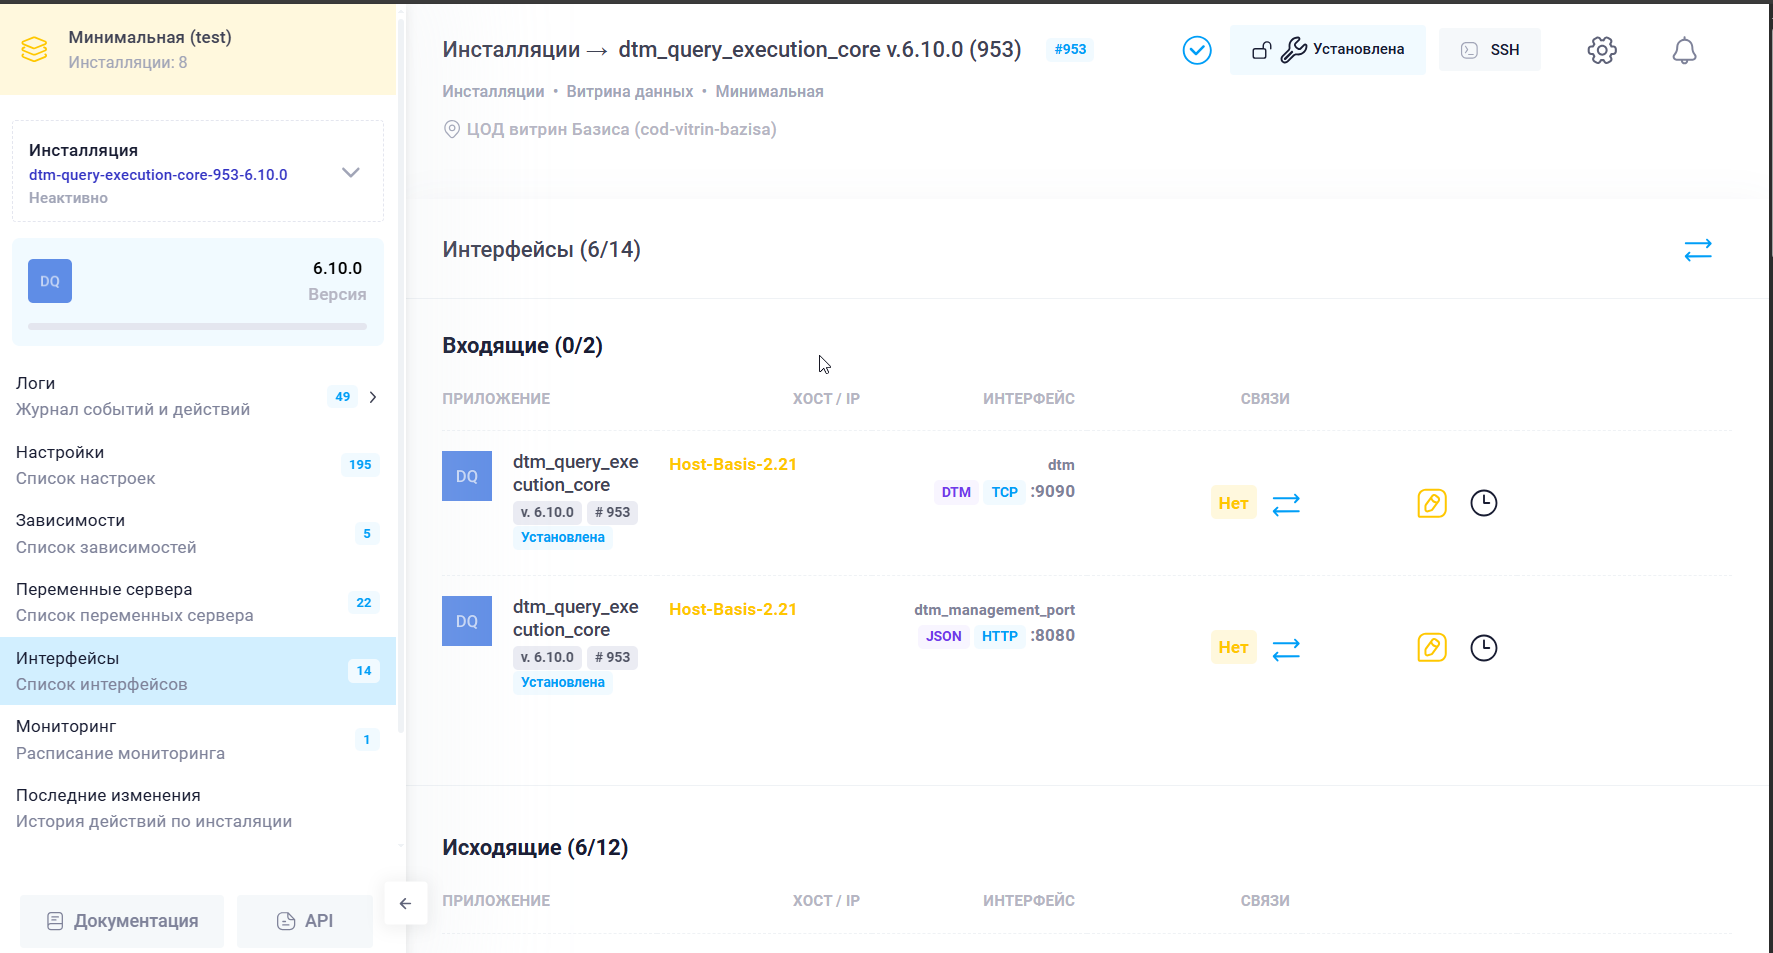 Минимальная (test)
Инсталляции: 8
Инсталляция
dtm-query-execution-core-953-6.10.0
Неактивно
DQ
6.10.0
Версия
Логи
Журнал событий и действий
49
Настройки
Список настроек
195
Зависимости
Список зависимостей
5
Переменные сервера
Список переменных сервера
22
Интерфейсы
Список интерфейсов
14
Мониторинг
Расписание мониторинга
1
Последние изменения
История действий по инсталяции
Документация
API
Инсталляции → dtm_query_execution_core v.6.10.0 (953)
#953
Установлена
SSH
Инсталляции • Витрина данных • Минимальная
ЦОД витрин Базиса (cod-vitrin-bazisa)
Интерфейсы (6/14)
Входящие (0/2)
ПРИЛОЖЕНИЕ ХОСТ / IP ИНТЕРФЕЙС СВЯЗИ
DQ
dtm_query_exe
cution_core
v. 6.10.0 # 953
Установлена
Host-Basis-2.21
dtm
DTM TCP :9090
Нет
DQ
dtm_query_exe
cution_core
v. 6.10.0 # 953
Установлена
Host-Basis-2.21
dtm_management_port
JSON HTTP :8080
Нет
Исходящие (6/12)
ПРИЛОЖЕНИЕ ХОСТ / IP ИНТЕРФЕЙС СВЯЗИ